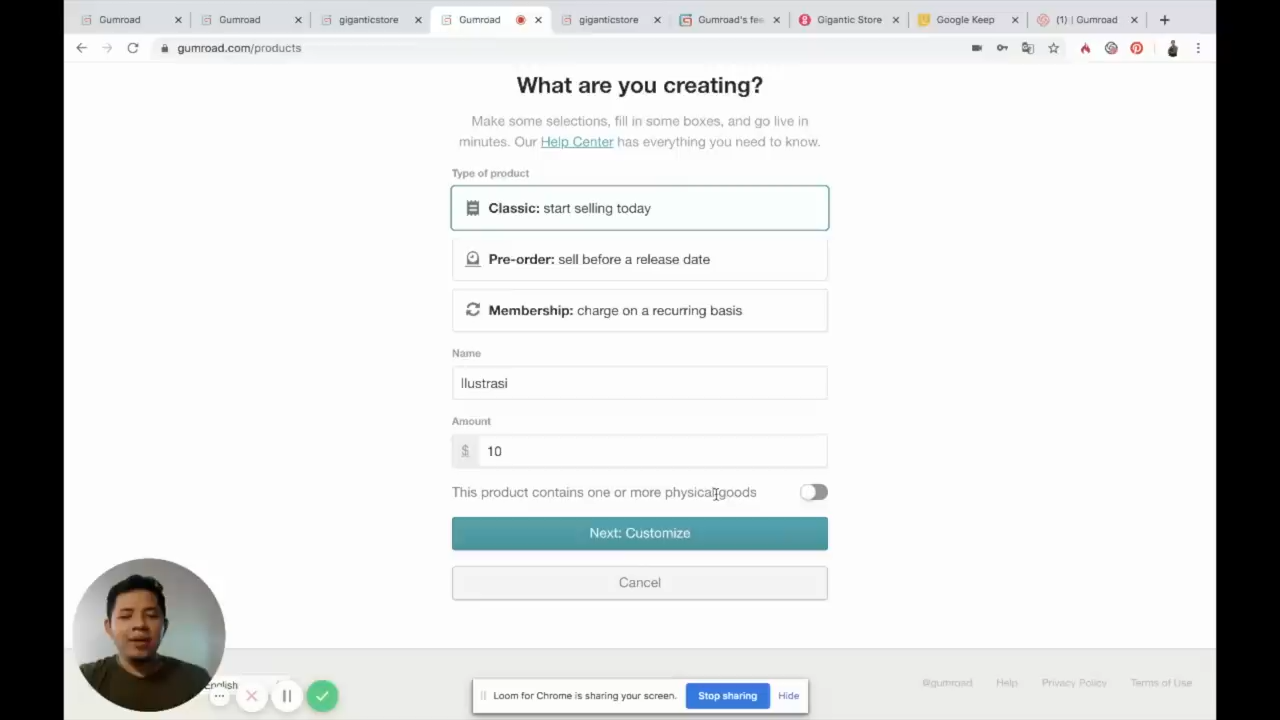 Gumroad
Gumroad
giganticstore
Gumroad
giganticstore
Gumroad's fea
Gigantic Store
Google Keep
(1) | Gumroad
gumroad.com/products
What are you creating?
Make some selections, fill in some boxes, and go live in
minutes. Our Help Center has everything you need to know.
Type of product
Classic: start selling today
Pre-order: sell before a release date
Membership: charge on a recurring basis
Name
Ilustrasi
Amount
$ 10
This product contains one or more physical goods
Next: Customize
Cancel
English
@gumroad Help Privacy Policy Terms of Use
Loom for Chrome is sharing your screen. Stop sharing Hide